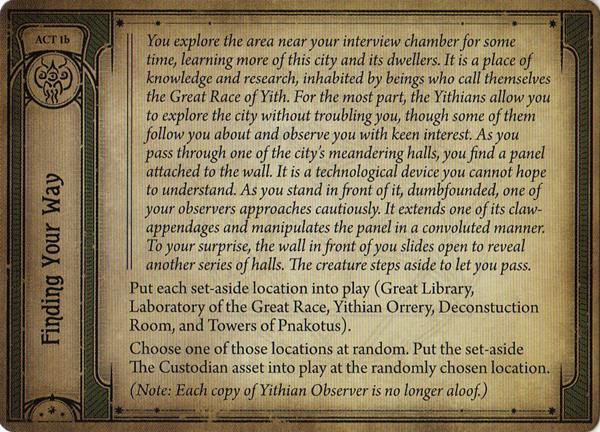 ACT 1b
Finding Your Way
You explore the area near your interview chamber for some
time, learning more of this city and its dwellers. It is a place of
knowledge and research, inhabited by beings who call themselves
the Great Race of Yith. For the most part, the Yithians allow you
to explore the city without troubling you, though some of them
follow you about and observe you with keen interest. As you
pass through one of the city's meandering halls, you find a panel
attached to the wall. It is a technological device you cannot hope
to understand. As you stand in front of it, dumbfounded, one of
your observers approaches cautiously. It extends one of its claw-
appendages and manipulates the panel in a convoluted manner.
To your surprise, the wall in front of you slides open to reveal
another series of halls. The creature steps aside to let you pass.
Put each set-aside location into play (Great Library,
Laboratory of the Great Race, Yithian Orrery, Deconstuction
Room, and Towers of Pnakotus).
Choose one of those locations at random. Put the set-aside
The Custodian asset into play at the randomly chosen location.
(Note: Each copy of Yithian Observer is no longer aloof.)